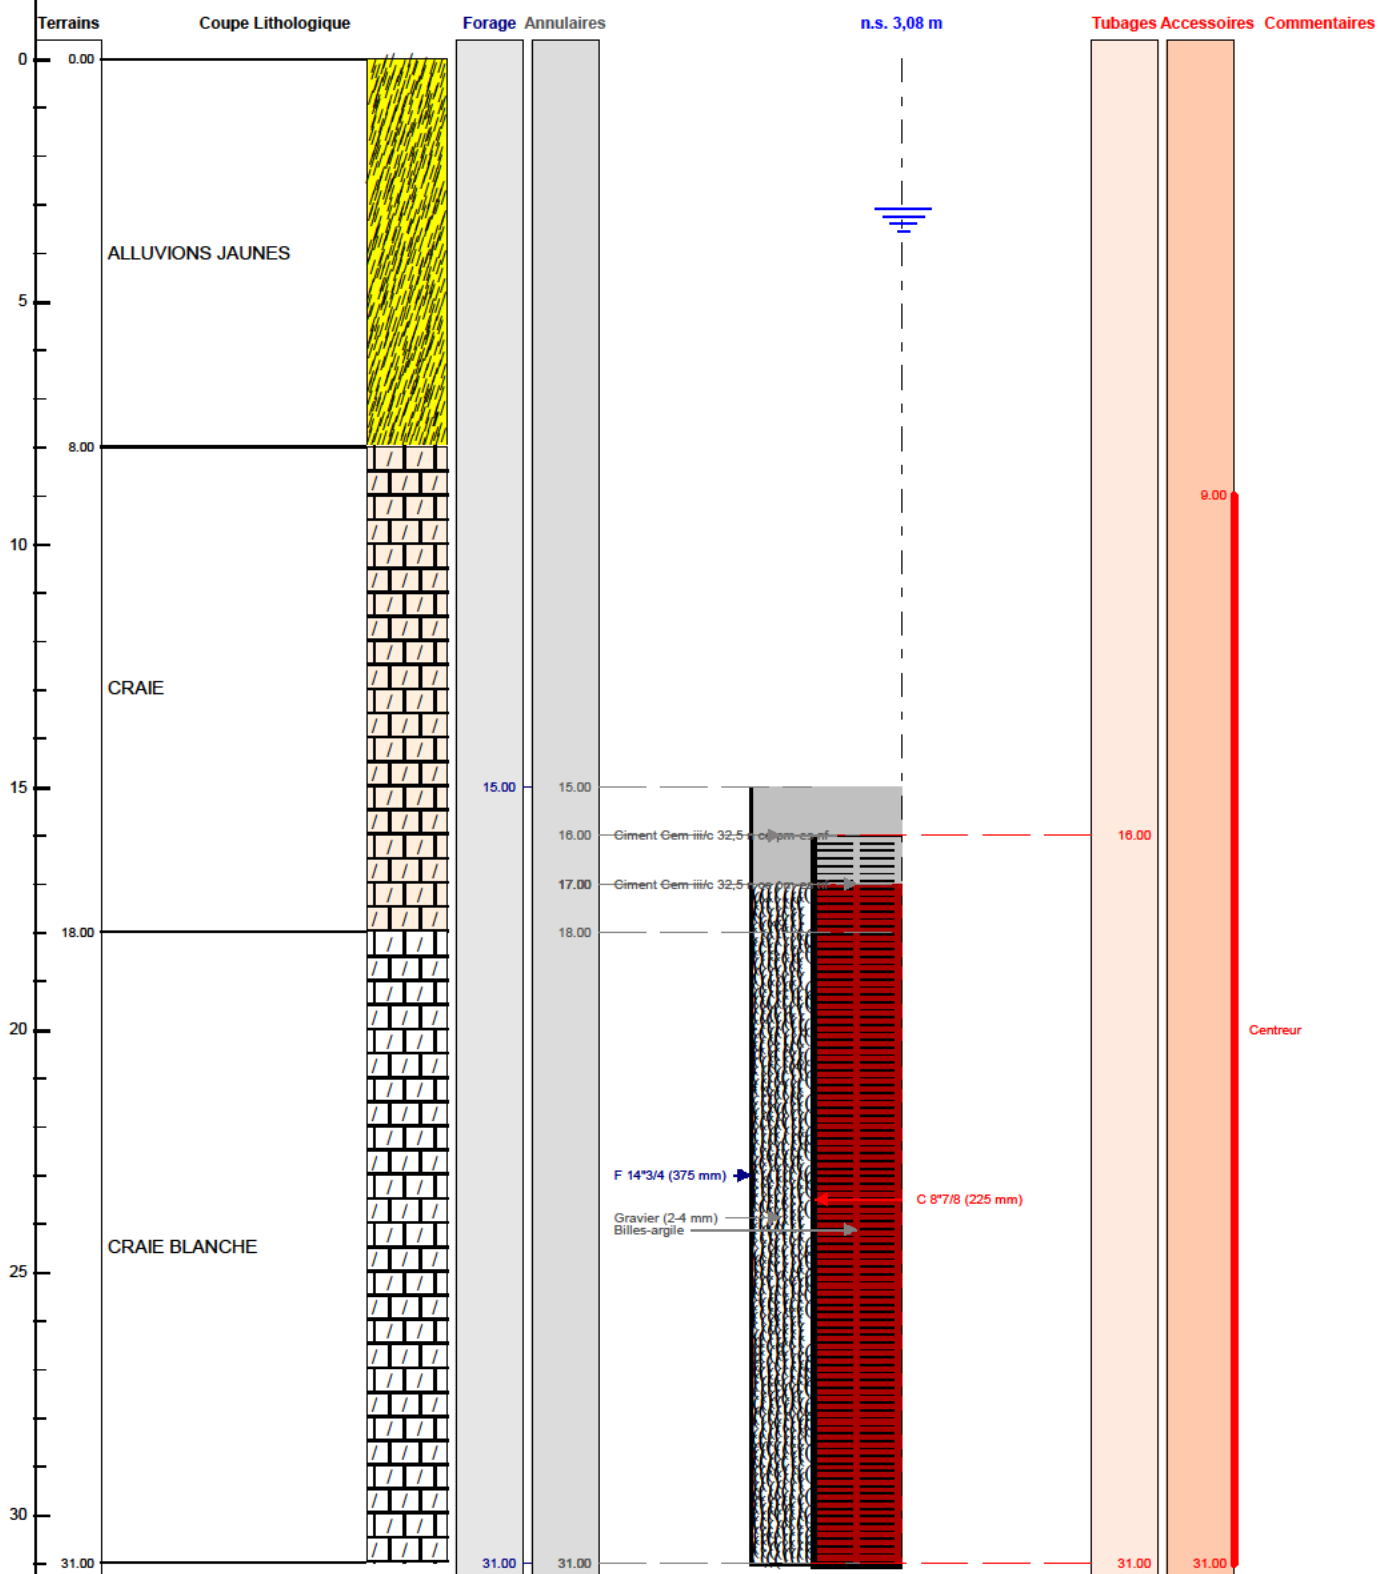 Terrains Coupe Lithologique Forage Annulaires n.s. 3,08 m Tubages Accessoires Commentaires
0 0.00
ALLUVIONS JAUNES
5
8.00
9.00
10
CRAIE
15 15.00 15.00
16.00 Ciment Cem iii/c 32,5 16.00
17.00 Ciment Cem iii/c 32,5
18.00 18.00
20 Centreur
F 14"3/4 (375 mm)
C 8"7/8 (225 mm)
Gravier (2-4 mm)
Billes-argile
CRAIE BLANCHE
25
30
31.00 31.00 31.00 31.00 31.00